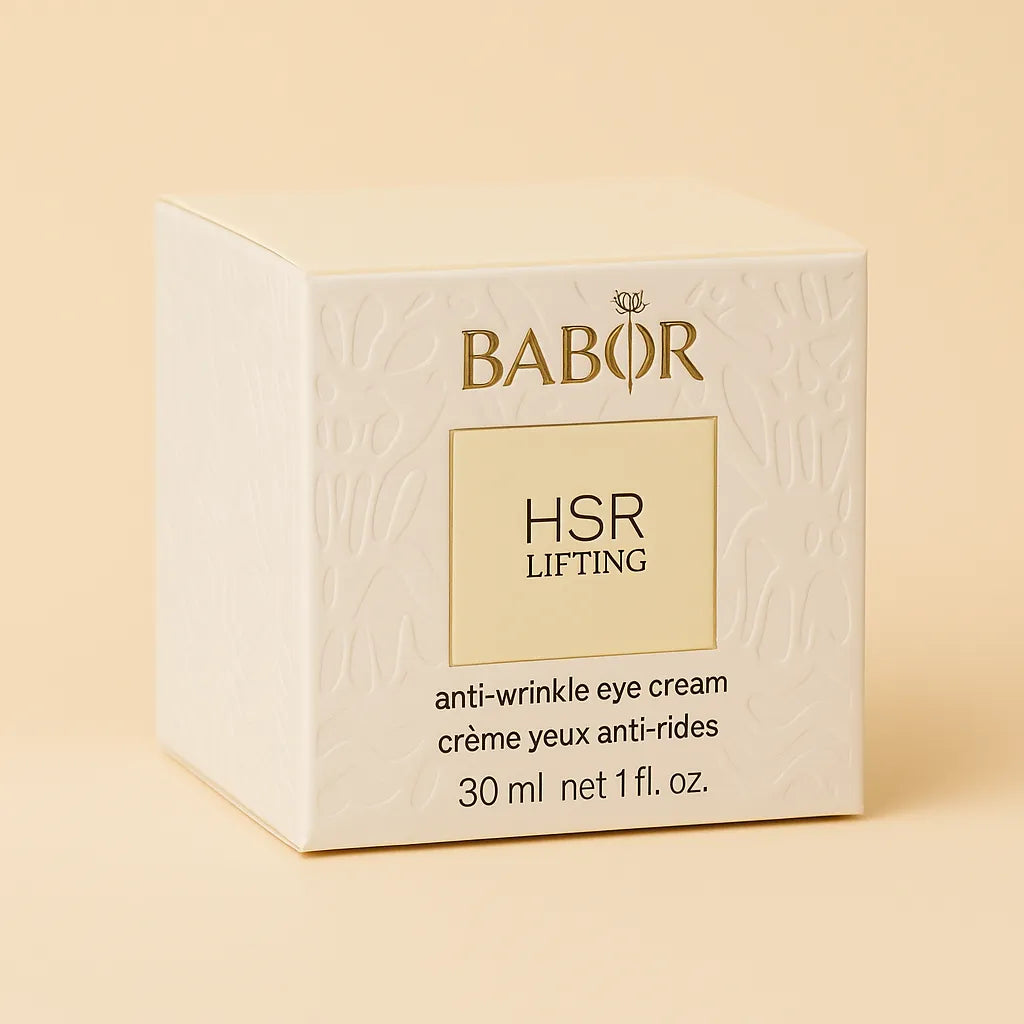 BABOR
HSR
LIFTING
anti-wrinkle eye cream
crème yeux anti-rides
30 ml net 1 fl. oz.